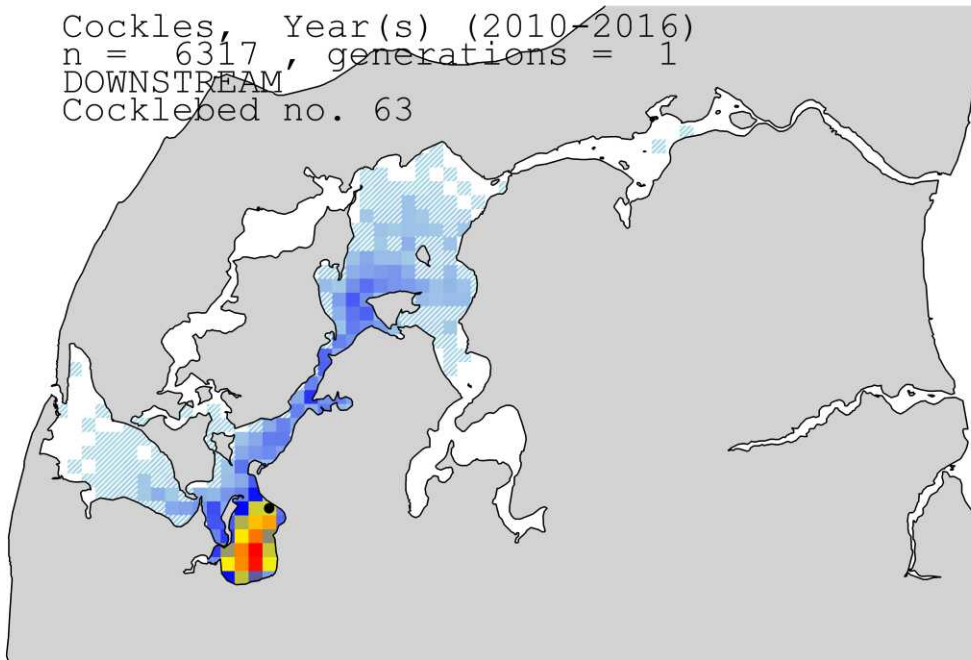 Cockles, Year(s) (2010-2016)
n = 6317 , generations = 1
DOWNSTREAM
Cocklebed no. 63